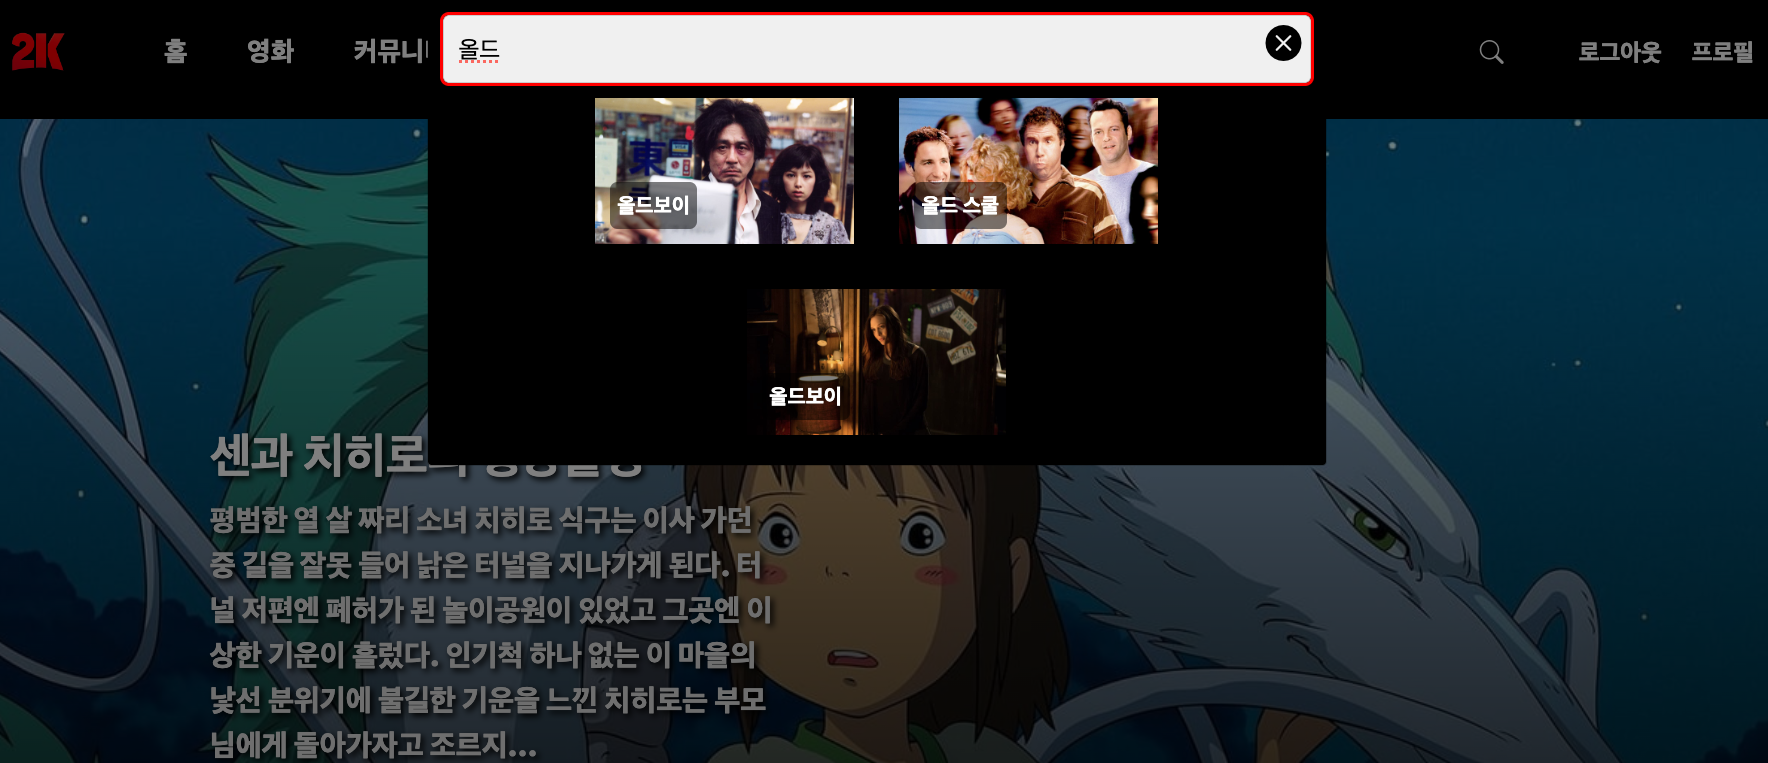 2K
홈
영화
커뮤니
올드
로그아웃
프로필
올드보이
올드 스쿨
올드보이
센과 치히로의 행방불명
평범한 열 살 짜리 소녀 치히로 식구는 이사 가던
중 길을 잘못 들어 낡은 터널을 지나가게 된다. 터
널 저편엔 폐허가 된 놀이공원이 있었고 그곳엔 이
상한 기운이 흘렀다. 인기척 하나 없는 이 마을의
낯선 분위기에 불길한 기운을 느낀 치히로는 부모
님에게 돌아가자고 조르지...